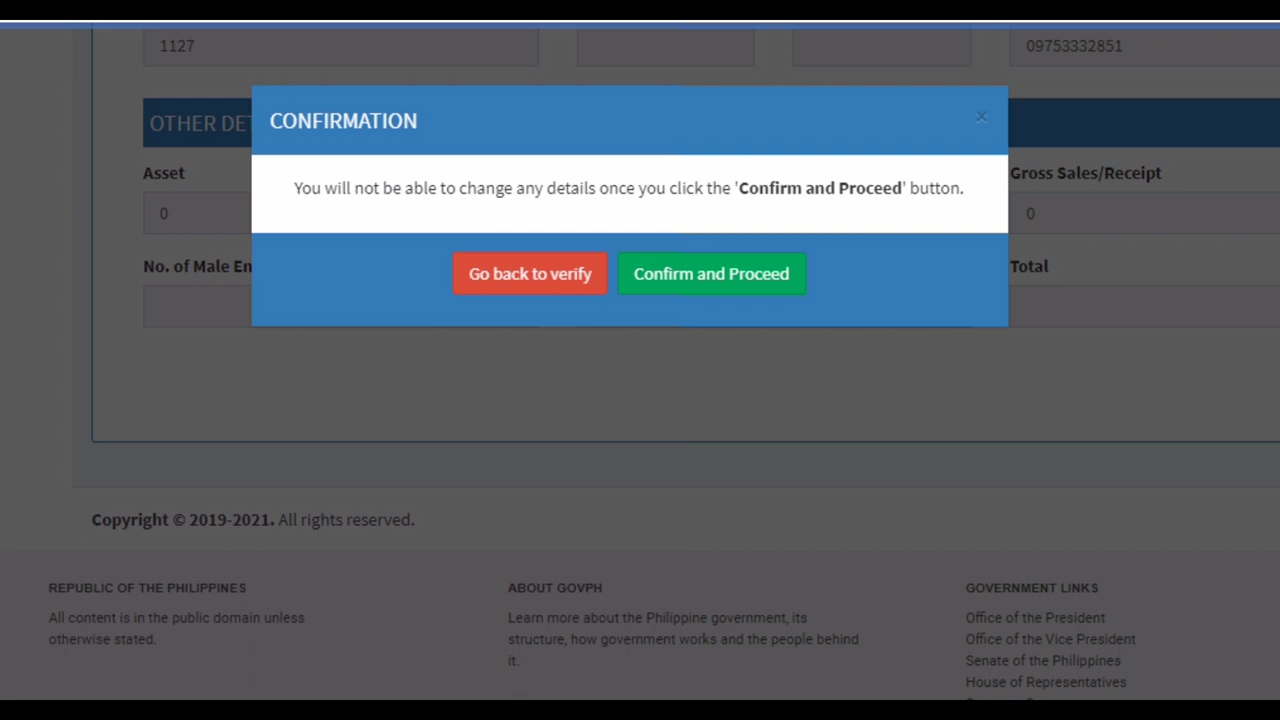 1127
09753332851
OTHER DE
CONFIRMATION
×
You will not be able to change any details once you click the 'Confirm and Proceed' button.
Asset
Gross Sales/Receipt
0
0
Go back to verify
Confirm and Proceed
No. of Male En
Total
Copyright © 2019-2021. All rights reserved.
REPUBLIC OF THE PHILIPPINES
All content is in the public domain unless
otherwise stated.
ABOUT GOVPH
Learn more about the Philippine government, its
structure, how government works and the people behind
it.
GOVERNMENT LINKS
Office of the President
Office of the Vice President
Senate of the Philippines
House of Representatives